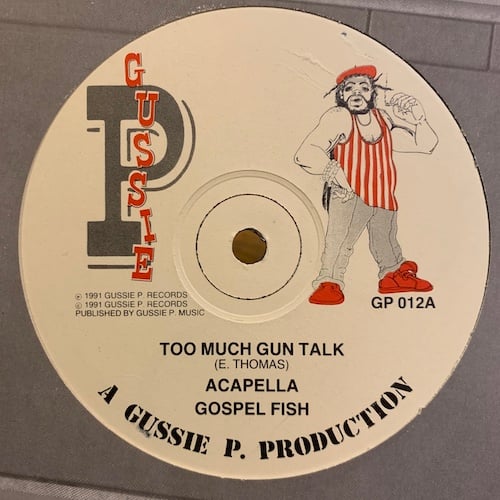 GUSSIE
P
℗ 1991 GUSSIE P. RECORDS
© 1991 GUSSIE P. RECORDS
PUBLISHED BY GUSSIE P. MUSIC
GP 012A
TOO MUCH GUN TALK
(E. THOMAS)
ACAPELLA
GOSPEL FISH
A GUSSIE P. PRODUCTION